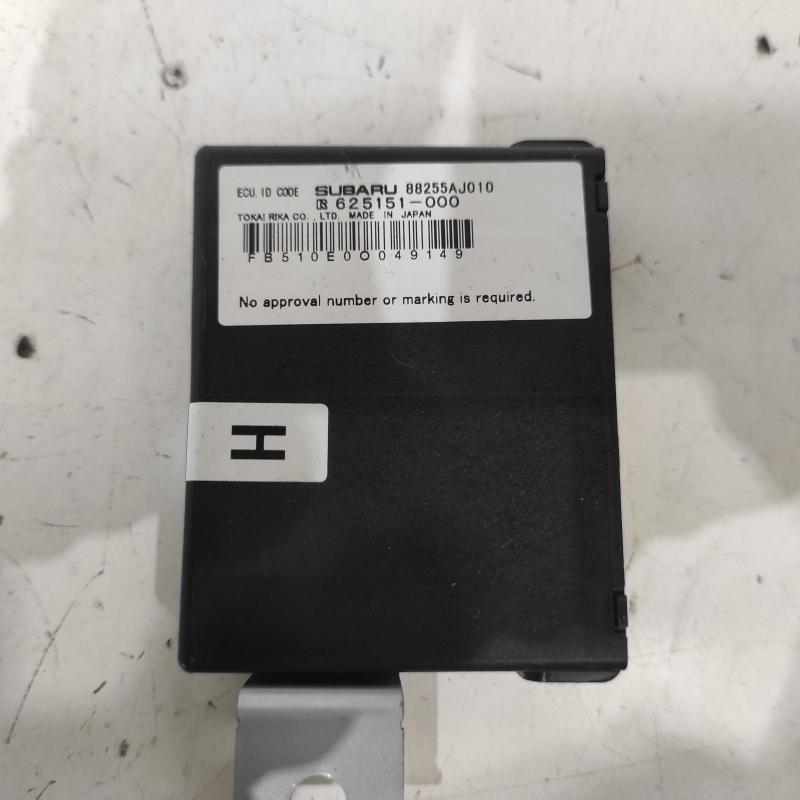 ECU, ID CODE SUBARU 88255AJ010
625151-000
TOKAI RIKA CO., LTD. MADE IN JAPAN
FB510E0O049149
No approval number or marking is required.
H